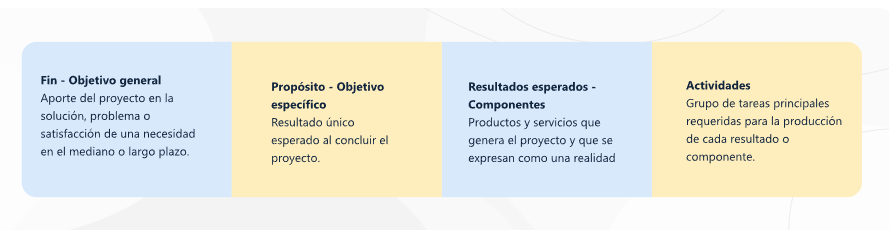 Fin - Objetivo general
Aporte del proyecto en la
solución, problema o
satisfacción de una necesidad
en el mediano o largo plazo.
Propósito - Objetivo
específico
Resultado único
esperado al concluir el
proyecto.
Resultados esperados -
Componentes
Productos y servicios que
genera el proyecto y que se
expresan como una realidad
Actividades
Grupo de tareas principales
requeridas para la producción
de cada resultado o
componente.